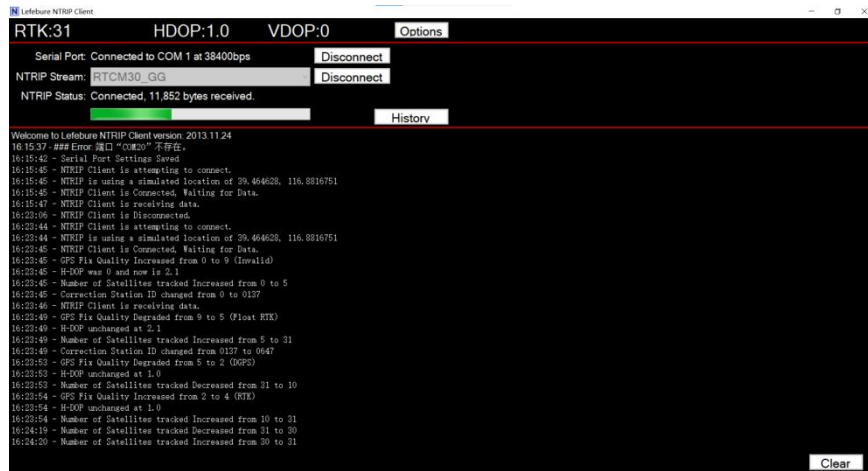 Lefebure NTRIP Client
RTK:31 HDOP:1.0 VDOP:0 Options
Serial Port: Connected to COM 1 at 38400bps Disconnect
NTRIP Stream: RTCM30_GG Disconnect
NTRIP Status: Connected, 11,852 bytes received.
History
Welcome to Lefebure NTRIP Client version: 2013.11.24
16:15:37 - ### Error: 端口 “COM20” 不存在。
16:15:42 - Serial Port Settings Saved
16:15:45 - NTRIP Client is attempting to connect.
16:15:45 - NTRIP is using a simulated location of 39.464628, 116.8816751
16:15:45 - NTRIP Client is Connected, Waiting for Data.
16:15:47 - NTRIP Client is receiving data.
16:23:06 - NTRIP Client is Disconnected.
16:23:44 - NTRIP Client is attempting to connect.
16:23:44 - NTRIP is using a simulated location of 39.464628, 116.8816751
16:23:45 - NTRIP Client is Connected, Waiting for Data.
16:23:45 - GPS Fix Quality Increased from 0 to 9 (Invalid)
16:23:45 - H-DOP was 0 and now is 2.1
16:23:45 - Number of Satellites tracked Increased from 0 to 5
16:23:45 - Correction Station ID changed from 0 to 0137
16:23:46 - NTRIP Client is receiving data.
16:23:49 - GPS Fix Quality Degraded from 9 to 5 (Float RTK)
16:23:49 - H-DOP unchanged at 2.1
16:23:49 - Number of Satellites tracked Increased from 5 to 31
16:23:49 - Correction Station ID changed from 0137 to 0647
16:23:53 - GPS Fix Quality Degraded from 5 to 2 (DGPS)
16:23:53 - H-DOP unchanged at 1.0
16:23:53 - Number of Satellites tracked Decreased from 31 to 10
16:23:54 - GPS Fix Quality Increased from 2 to 4 (RTK)
16:23:54 - H-DOP unchanged at 1.0
16:23:54 - Number of Satellites tracked Increased from 10 to 31
16:24:19 - Number of Satellites tracked Decreased from 31 to 30
16:24:20 - Number of Satellites tracked Increased from 30 to 31
Clear